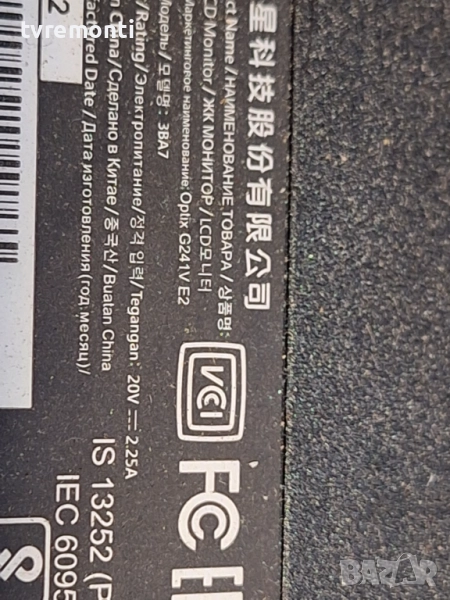 tvremonti
星科技股份有限公司
ct Name / НАИМЕНОВАНИЕ ТОВАРА / 상품명:
CD Monitor / ЖК МОНИТОР / LCD모니터
Маркетинговое наименование: Optix G241V E2
Модель / 모델명 : 3BA7
/ Rating / Электропитание / 정격 입력 / Tegangan : 20V ⎓ 2.25A
n China / Сделано в Китае / 중국산 / Buatan China
actured Date / Дата изготовления (год, месяц) /
2
VCCI
FC
IS 13252 (P
IEC 6095
BAZAR